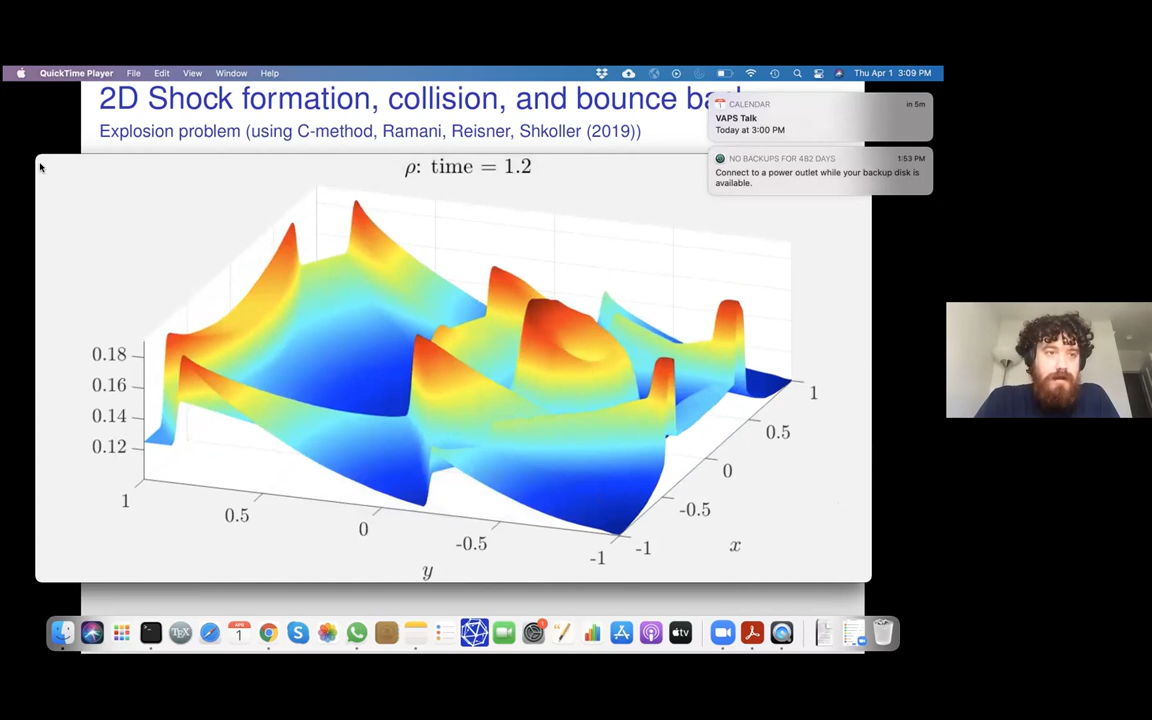 QuickTime Player File Edit View Window Help Thu Apr 1 3:09 PM
2D Shock formation, collision, and bounce
Explosion problem (using C-method, Ramani, Reisner, Shkoller (2019))
CALENDAR in 5m
VAPS Talk
Today at 3:00 PM
NO BACKUPS FOR 482 DAYS 1:53 PM
Connect to a power outlet while your backup disk is
available.
ρ: time = 1.2
0.18
0.16
0.14
0.12
1
0.5
0
-0.5
-1
y
-1
-0.5
0
0.5
1
x
APR
1
TEX
tv